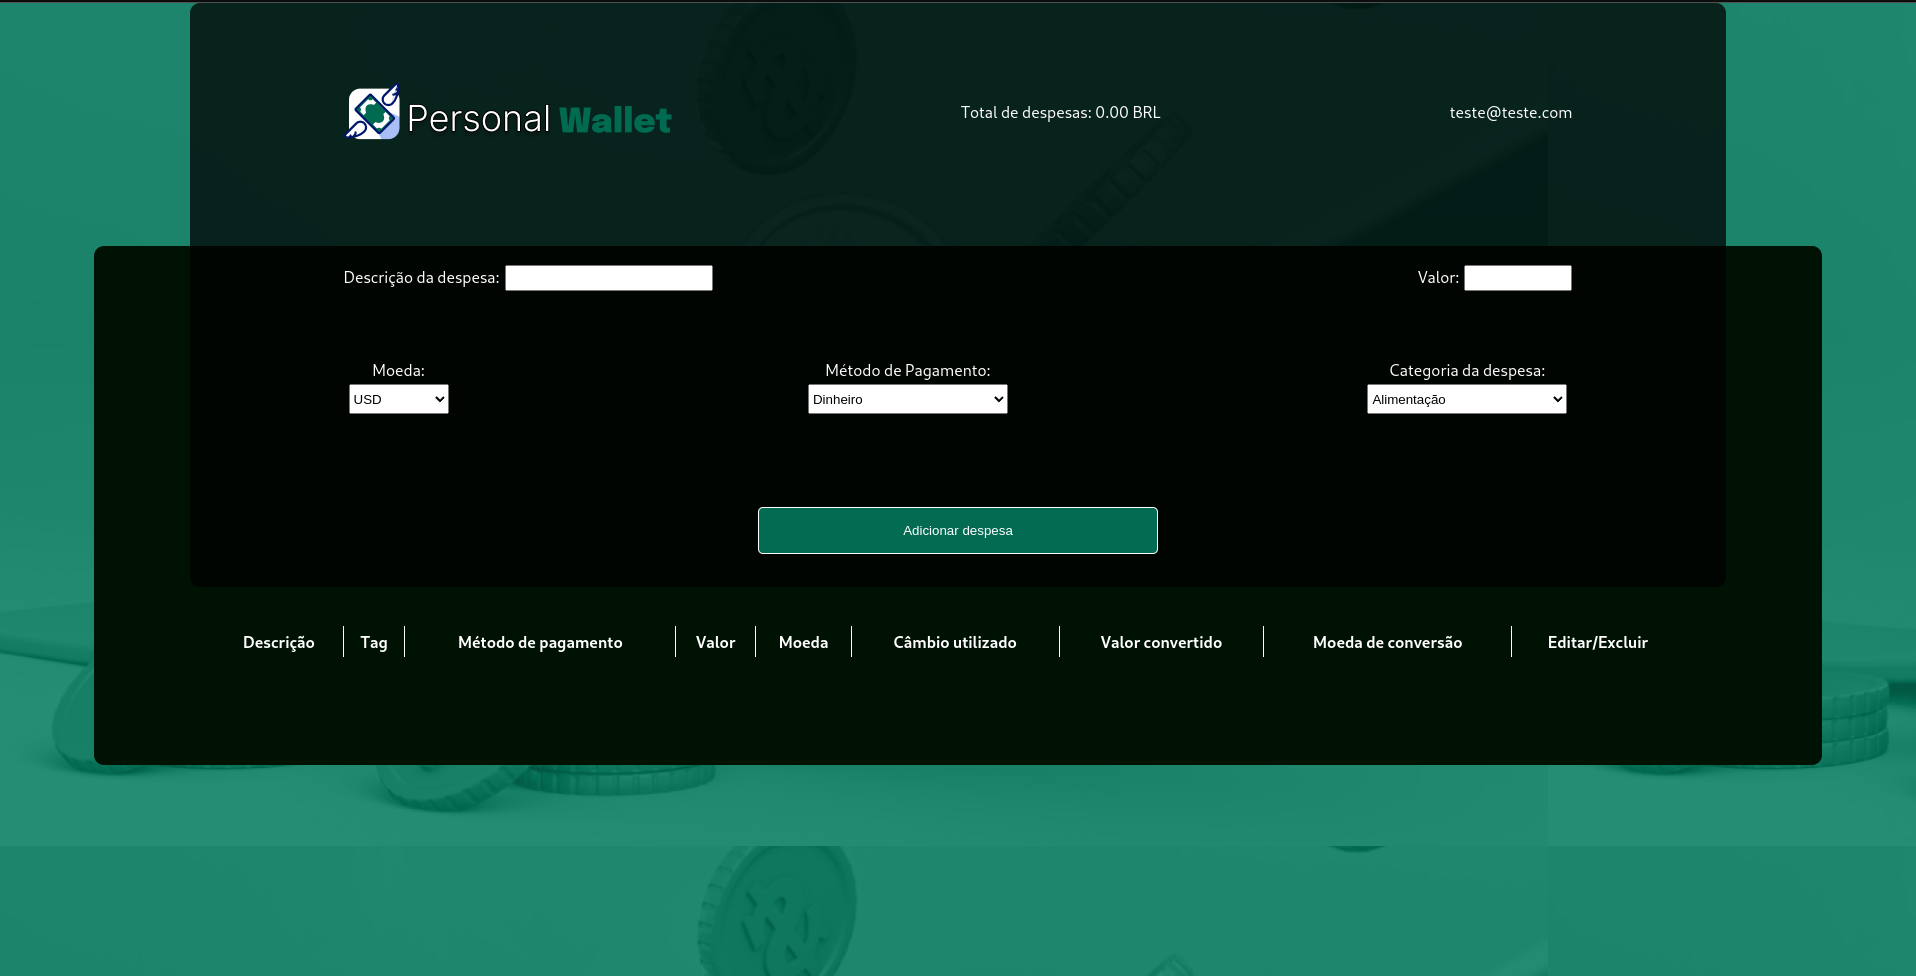 Personal Wallet
Total de despesas: 0.00 BRL
teste@teste.com
Descrição da despesa:
Valor:
Moeda:
USD
Método de Pagamento:
Dinheiro
Categoria da despesa:
Alimentação
Adicionar despesa
Descrição Tag Método de pagamento Valor Moeda Câmbio utilizado Valor convertido Moeda de conversão Editar/Excluir